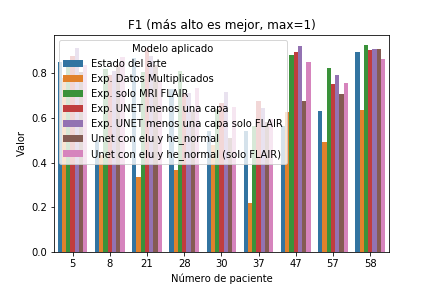 F1 (más alto es mejor, max=1)
Modelo aplicado
Estado del arte
Exp. Datos Multiplicados
Exp. solo MRI FLAIR
Exp. UNET menos una capa
Exp. UNET menos una capa solo FLAIR
Unet con elu y he_normal
Unet con elu y he_normal (solo FLAIR)
Valor
0.8
0.6
0.4
0.2
0.0
5 8 21 28 30 37 47 57 58
Número de paciente